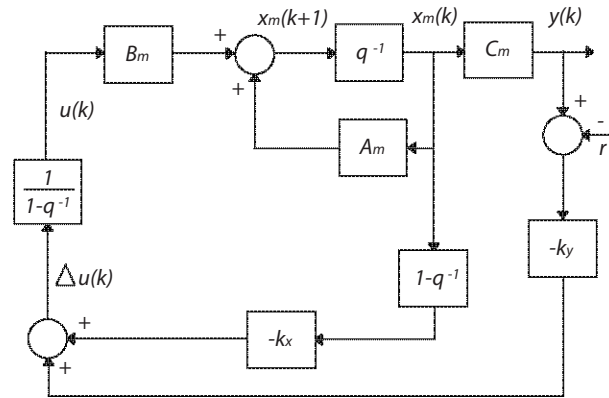 x_m(k+1)
x_m(k)
y(k)
B_m
+
q⁻¹
C_m
+
+
-
r
u(k)
A_m
1
1-q⁻¹
-k_y
1-q⁻¹
Δu(k)
+
-k_x
+